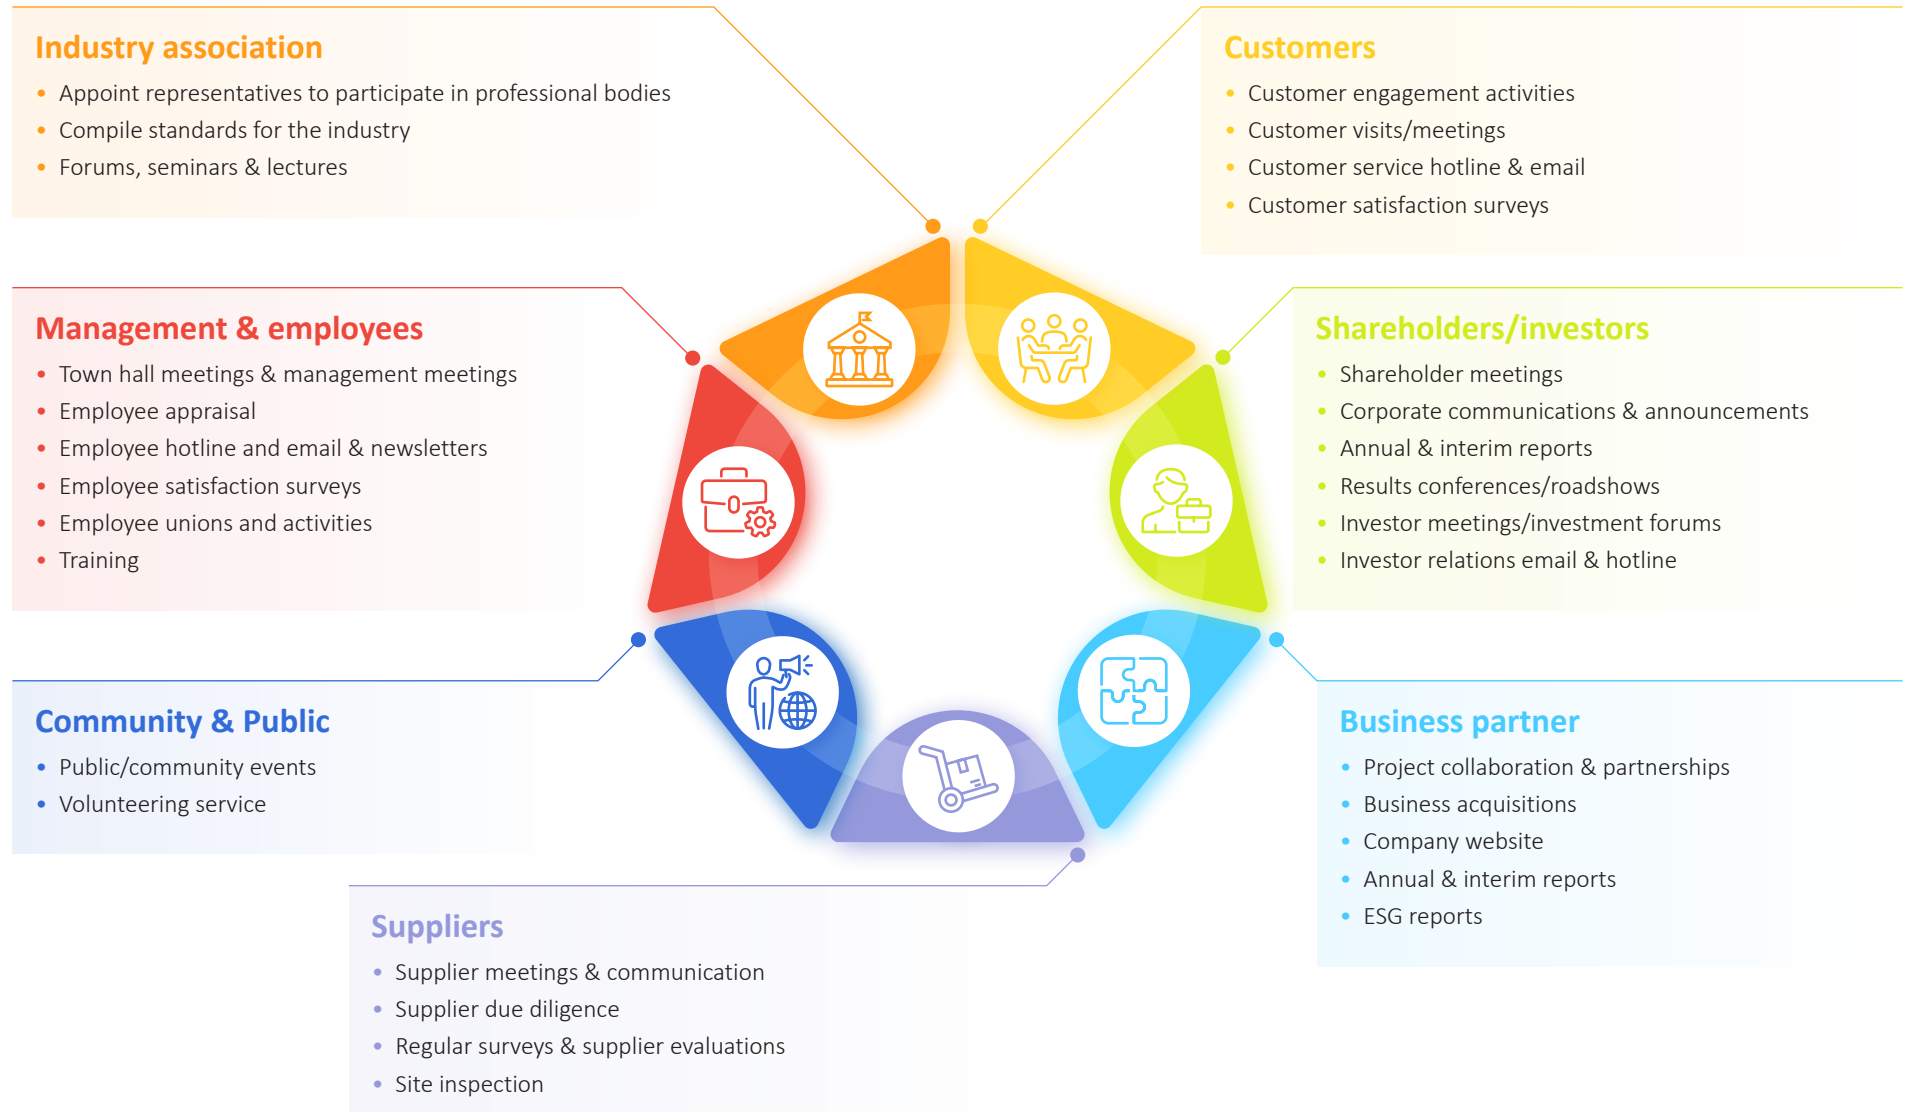 Industry association
• Appoint representatives to participate in professional bodies
• Compile standards for the industry
• Forums, seminars & lectures
Customers
• Customer engagement activities
• Customer visits/meetings
• Customer service hotline & email
• Customer satisfaction surveys
Management & employees
• Town hall meetings & management meetings
• Employee appraisal
• Employee hotline and email & newsletters
• Employee satisfaction surveys
• Employee unions and activities
• Training
Shareholders/investors
• Shareholder meetings
• Corporate communications & announcements
• Annual & interim reports
• Results conferences/roadshows
• Investor meetings/investment forums
• Investor relations email & hotline
Community & Public
• Public/community events
• Volunteering service
Business partner
• Project collaboration & partnerships
• Business acquisitions
• Company website
• Annual & interim reports
• ESG reports
Suppliers
• Supplier meetings & communication
• Supplier due diligence
• Regular surveys & supplier evaluations
• Site inspection